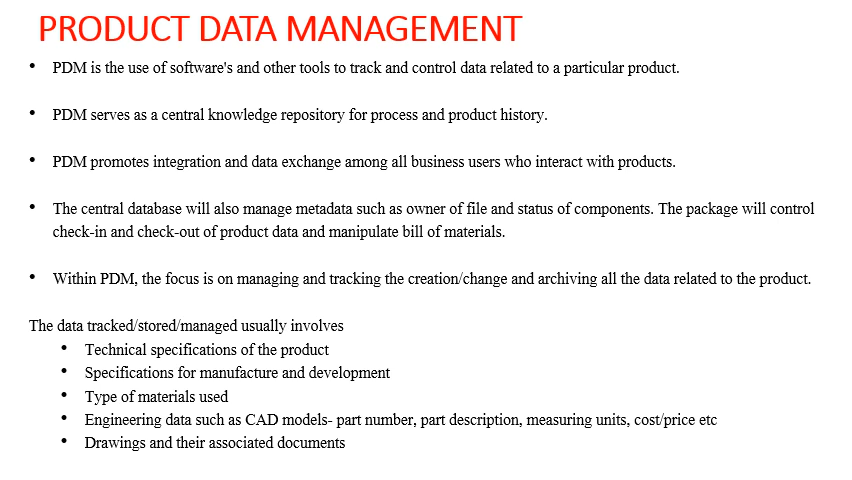 PRODUCT DATA MANAGEMENT
• PDM is the use of software's and other tools to track and control data related to a particular product.
• PDM serves as a central knowledge repository for process and product history.
• PDM promotes integration and data exchange among all business users who interact with products.
• The central database will also manage metadata such as owner of file and status of components. The package will control
check-in and check-out of product data and manipulate bill of materials.
• Within PDM, the focus is on managing and tracking the creation/change and archiving all the data related to the product.
The data tracked/stored/managed usually involves
• Technical specifications of the product
• Specifications for manufacture and development
• Type of materials used
• Engineering data such as CAD models- part number, part description, measuring units, cost/price etc
• Drawings and their associated documents